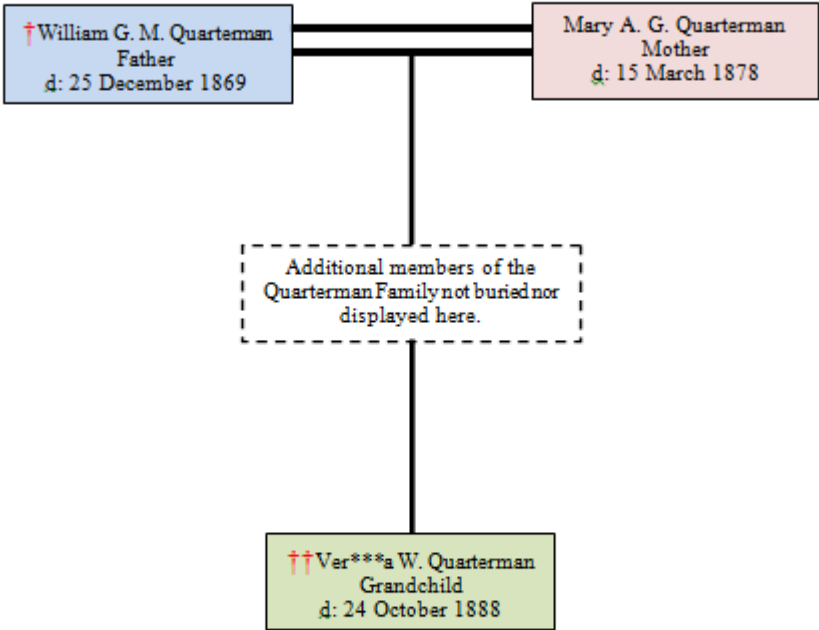 †William G. M. Quarterman
Father
d: 25 December 1869
Mary A. G. Quarterman
Mother
d: 15 March 1878
Additional members of the
Quarterman Family not buried nor
displayed here.
††Ver***a W. Quarterman
Grandchild
d: 24 October 1888